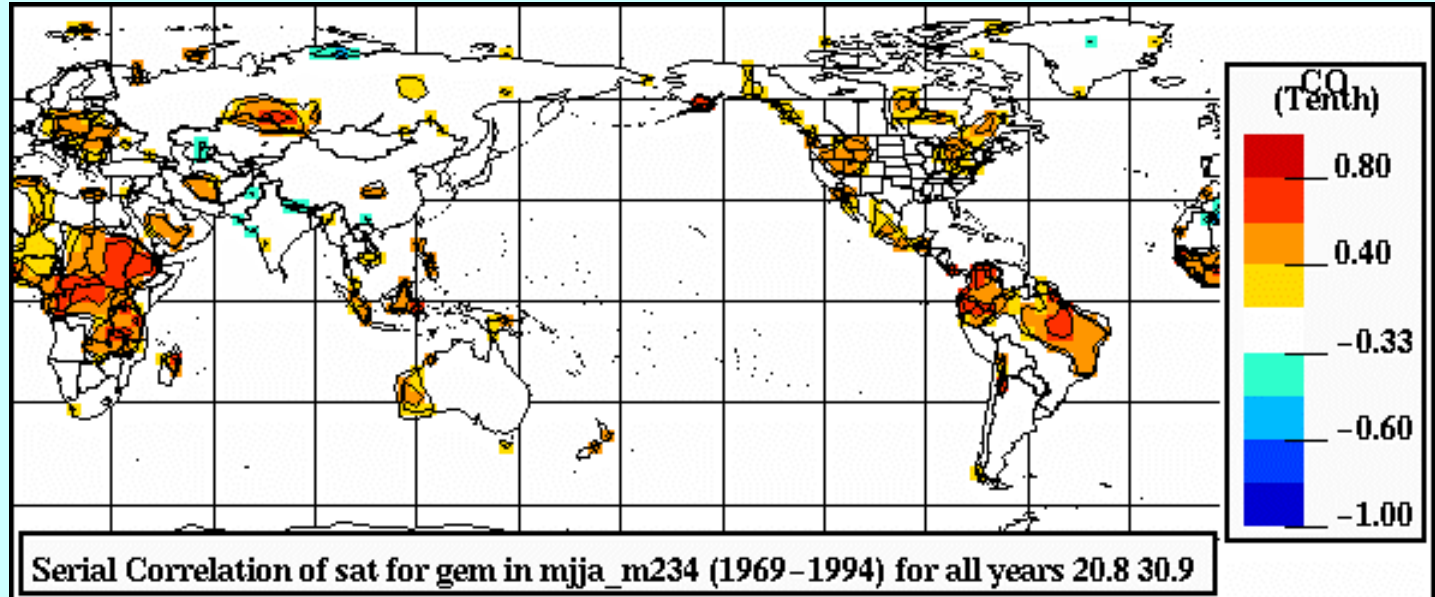 CO
(Tenth)
0.80
0.40
−0.33
−0.60
−1.00
Serial Correlation of sat for gem in mjja_m234 (1969−1994) for all years 20.8 30.9